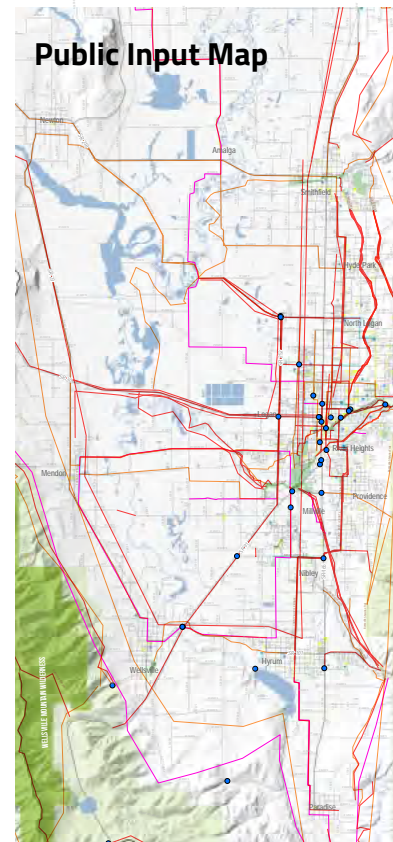 Public Input Map
Newton
Amalga
Smithfield
Hyde Park
North Logan
Logan
River Heights
Mendon
Providence
Millville
Nibley
Wellsville
Hyrum
WELLSVILLE MOUNTAIN WILDERNESS
Paradise